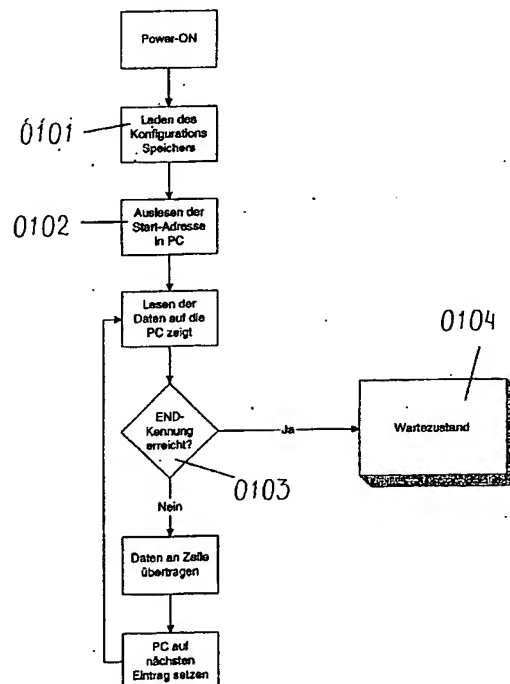 Power-ON
0101
Laden des
Konfigurations
Speichers
0102
Auslesen der
Start-Adresse
in PC
Lesen der
Daten auf die
PC zeigt
0104
END-
Kennung
erreicht?
Ja
Wartezustand
0103
Nein
Daten an Zelle
übertragen
PC auf
nächsten
Eintrag setzen